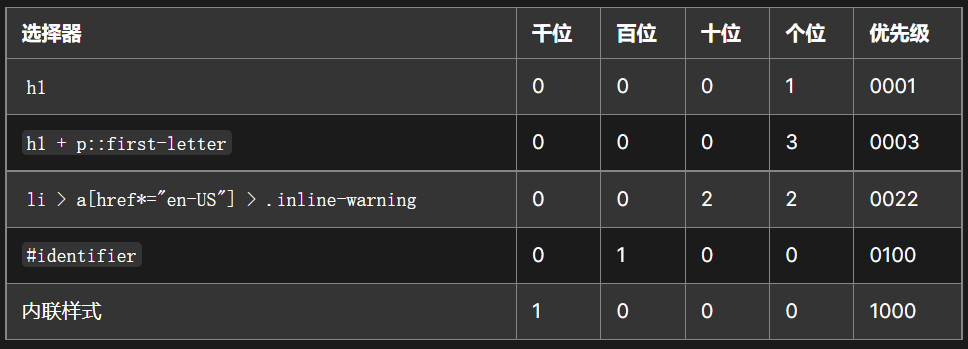 选择器 千位 百位 十位 个位 优先级
h1 0 0 0 1 0001
h1 + p::first-letter 0 0 0 3 0003
li > a[href*="en-US"] > .inline-warning 0 0 2 2 0022
#identifier 0 1 0 0 0100
内联样式 1 0 0 0 1000